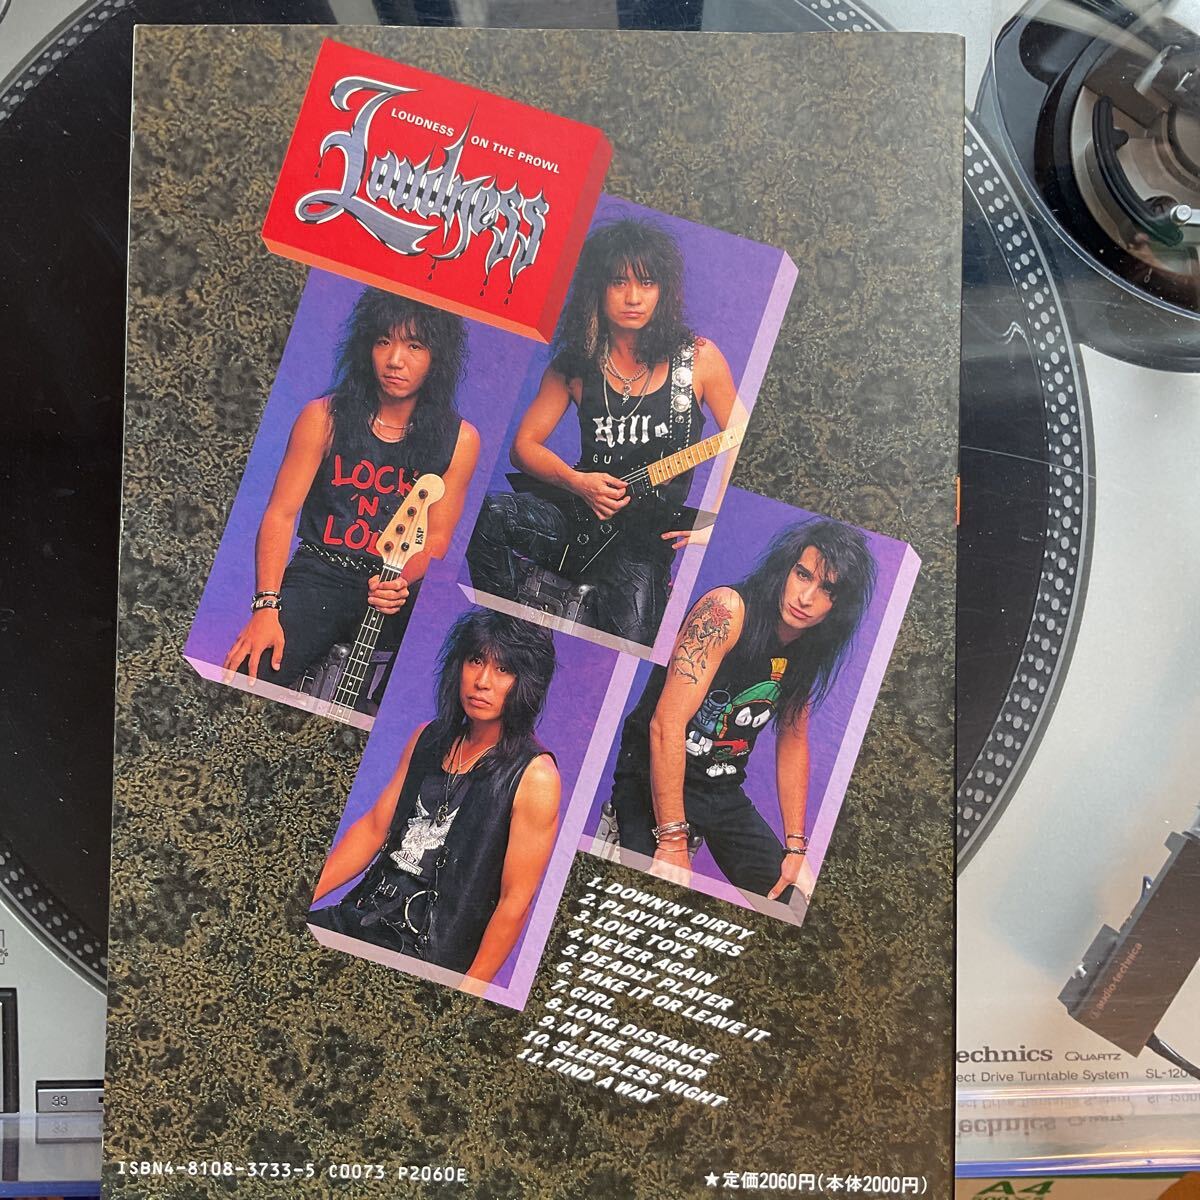 LOUDNESS ON THE PROWL
Loudness
Kill
GU
LOCK
'N
LO
ESP
1. DOWN'N' DIRTY
2. PLAYIN' GAMES
3. LOVE TOYS
4. NEVER AGAIN
5. DEADLY PLAYER
6. TAKE IT OR LEAVE IT
7. GIRL
8. LONG DISTANCE
9. IN THE MIRROR
10. SLEEPLESS NIGHT
11. FIND A WAY
audio-technica
echnics QUARTZ
ect Drive Turntable System SL-120
33
%
ISBN4-8108-3733-5 C0073 P2060E
★定価2060円(本体2000円)
A4